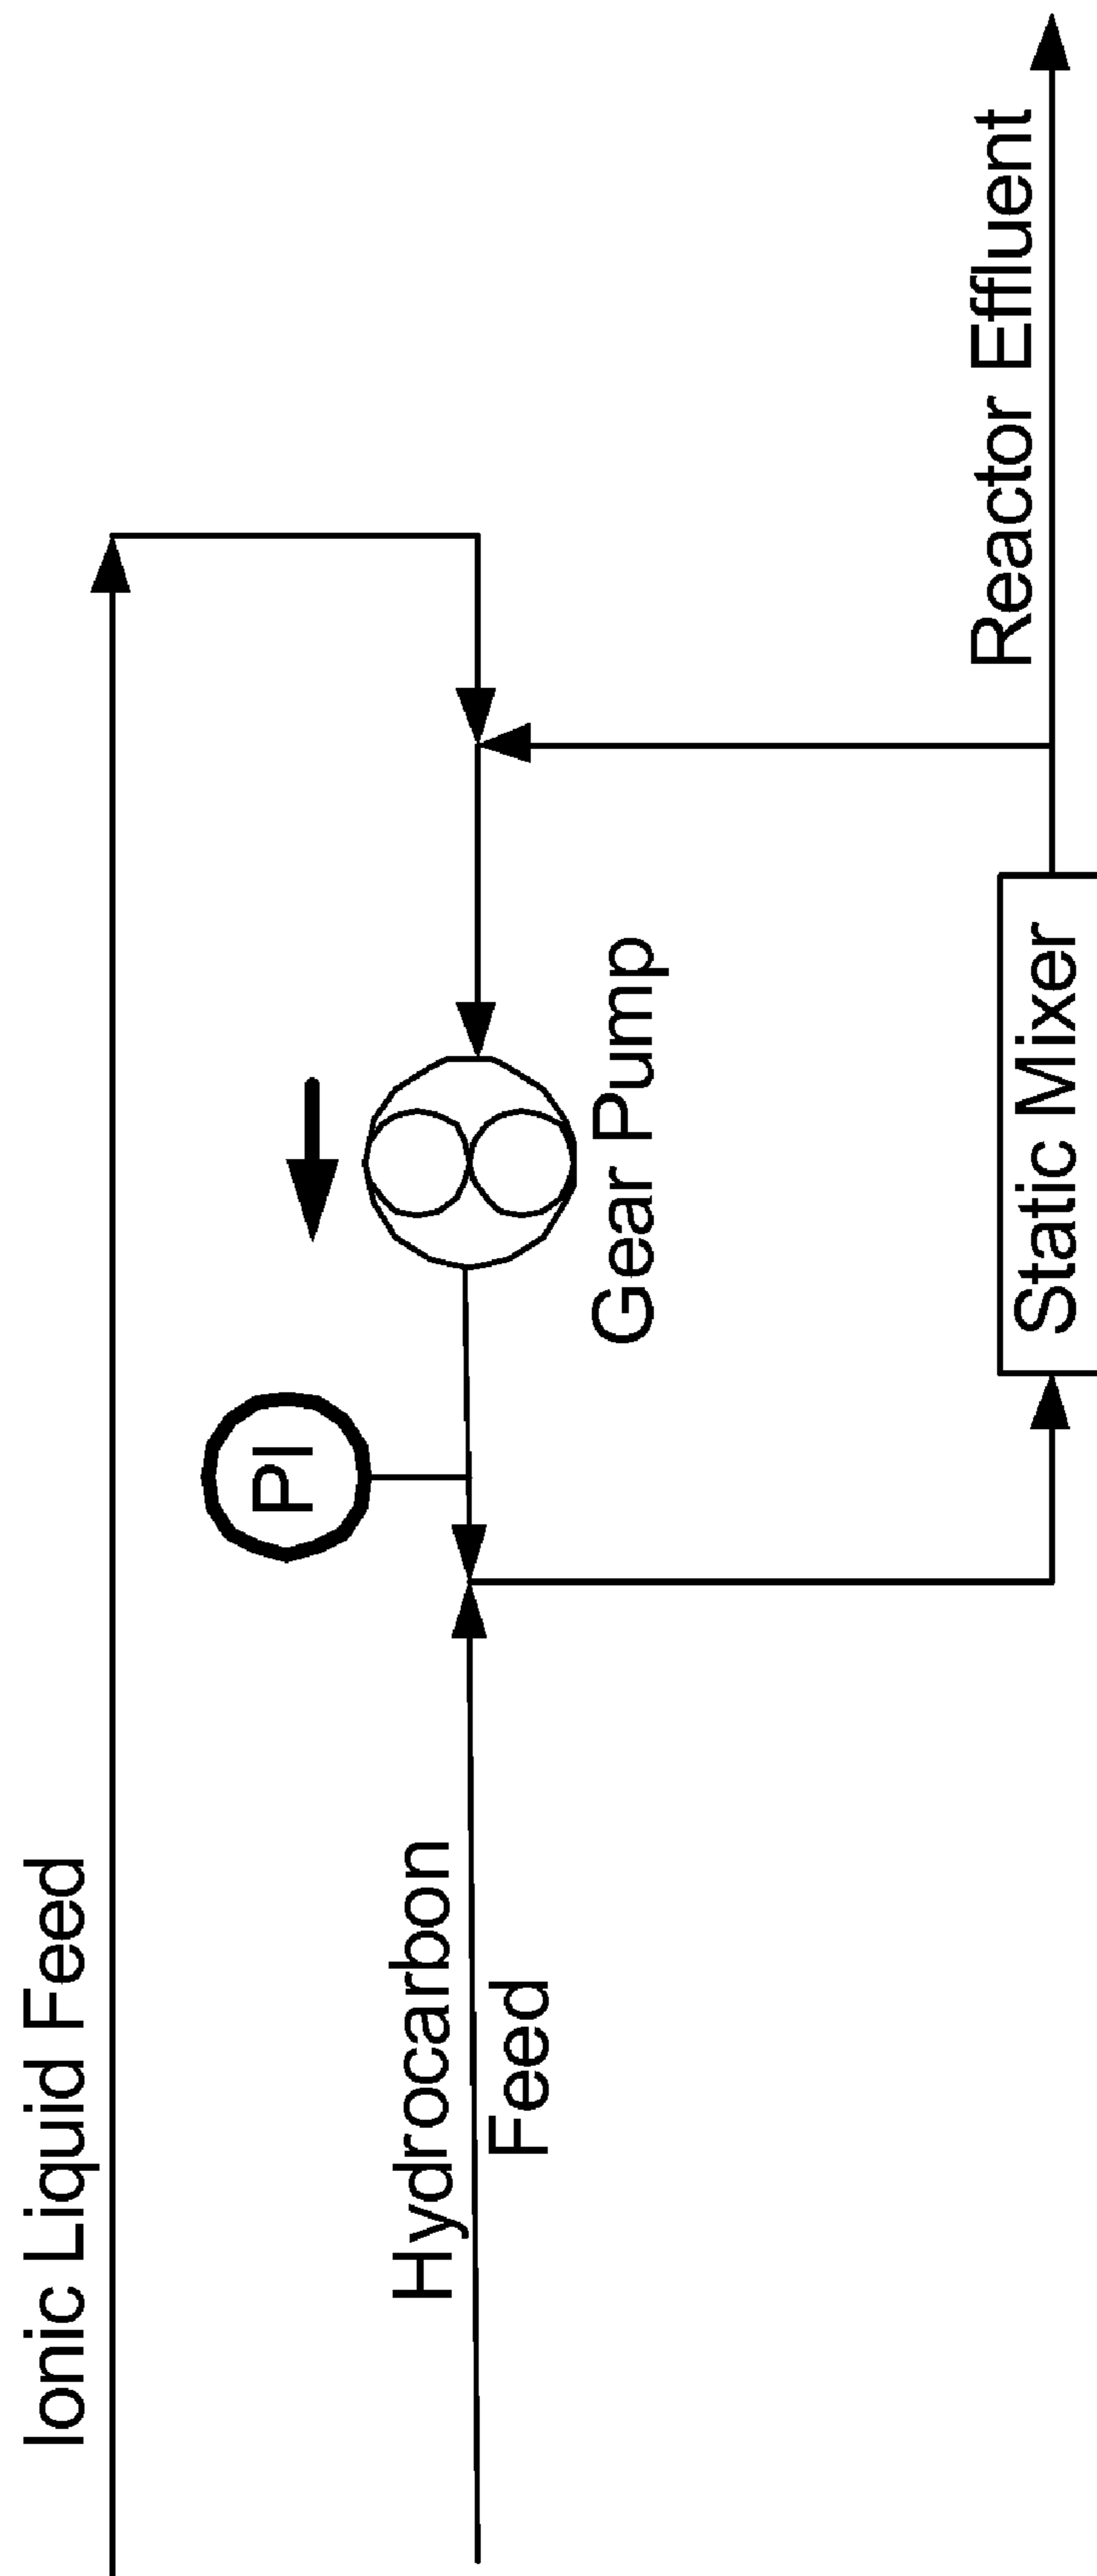 Ionic Liquid Feed
Hydrocarbon
Feed
PI
Gear Pump
Static Mixer
Reactor Effluent